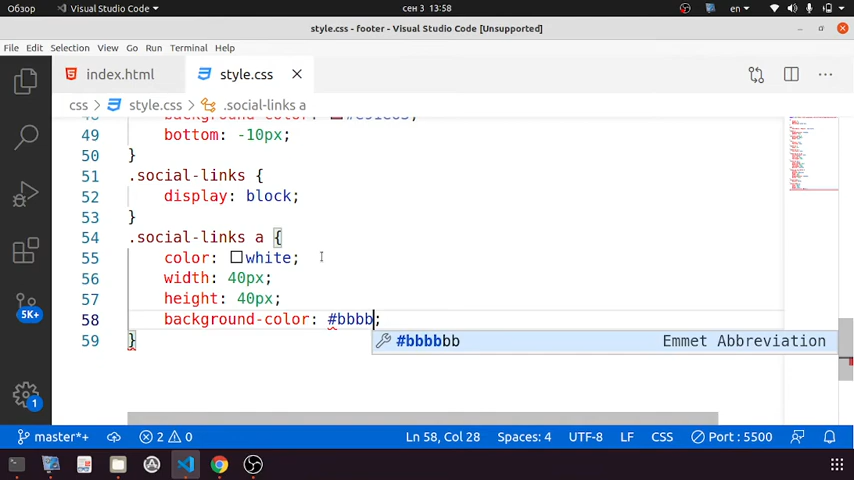 Обзор
Visual Studio Code
сен 3 13:58
en
style.css - footer - Visual Studio Code [Unsupported]
File Edit Selection View Go Run Terminal Help
index.html
style.css
css > style.css > .social-links a
49 bottom: -10px;
50 }
51 .social-links {
52 display: block;
53 }
54 .social-links a {
55 color: white;
56 width: 40px;
57 height: 40px;
58 background-color: #bbbb;
#bbbbbb Emmet Abbreviation
59 }
5K+
1
master*+ 2 0 Ln 58, Col 28 Spaces: 4 UTF-8 LF CSS Port : 5500